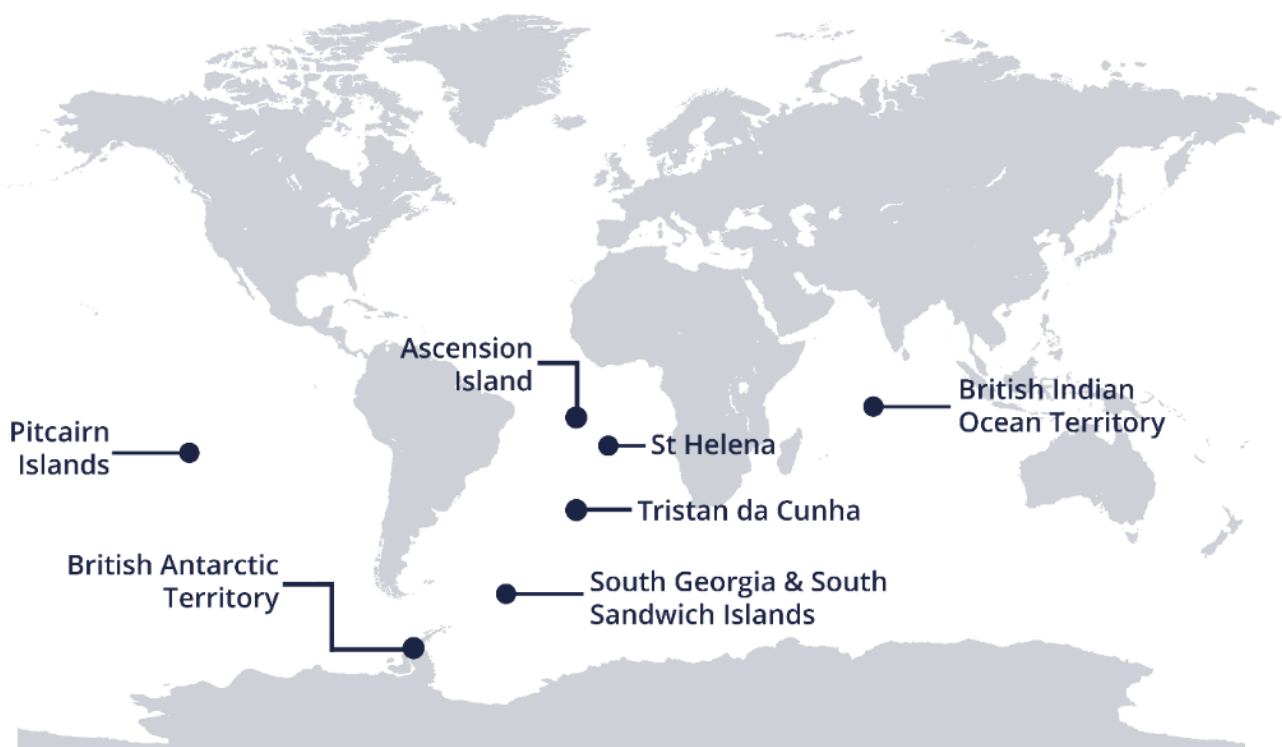 Ascension
Island
British Indian
Ocean Territory
Pitcairn
Islands
St Helena
Tristan da Cunha
British Antarctic
Territory
South Georgia & South
Sandwich Islands